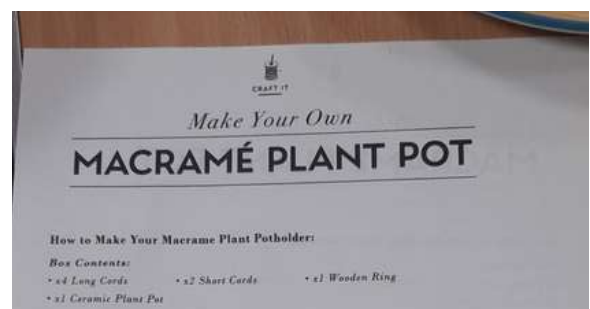 CRAFT IT
Make Your Own
MACRAMÉ PLANT POT
How to Make Your Macrame Plant Potholder:
Box Contents:
• x4 Long Cords • x2 Short Cords • x1 Wooden Ring
• x1 Ceramic Plant Pot